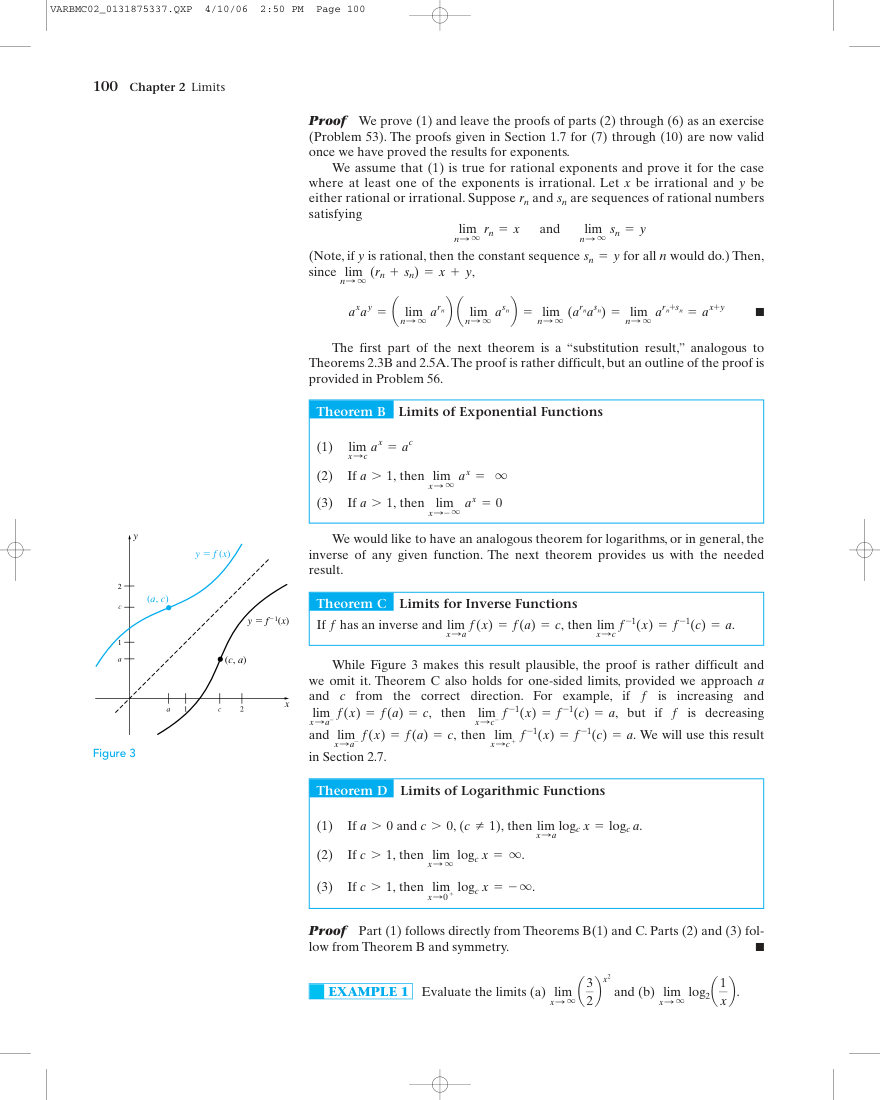 VARBMC02_0131875337.QXP 4/10/06 2:50 PM Page 100
100 Chapter 2 Limits
Proof We prove (1) and leave the proofs of parts (2) through (6) as an exercise
(Problem 53). The proofs given in Section 1.7 for (7) through (10) are now valid
once we have proved the results for exponents.
We assume that (1) is true for rational exponents and prove it for the case
where at least one of the exponents is irrational. Let x be irrational and y be
either rational or irrational. Suppose rₙ and sₙ are sequences of rational numbers
satisfying
lim_{n→∞} rₙ = x and lim_{n→∞} sₙ = y
(Note, if y is rational, then the constant sequence sₙ = y for all n would do.) Then,
since lim_{n→∞} (rₙ + sₙ) = x + y,
a^x a^y = (lim_{n→∞} a^{rₙ})(lim_{n→∞} a^{sₙ}) = lim_{n→∞} (a^{rₙ}a^{sₙ}) = lim_{n→∞} a^{rₙ+sₙ} = a^{x+y} ■
The first part of the next theorem is a “substitution result,” analogous to
Theorems 2.3B and 2.5A. The proof is rather difficult, but an outline of the proof is
provided in Problem 56.
Theorem B Limits of Exponential Functions
(1) lim_{x→c} a^x = a^c
(2) If a > 1, then lim_{x→∞} a^x = ∞
(3) If a > 1, then lim_{x→−∞} a^x = 0
We would like to have an analogous theorem for logarithms, or in general, the
inverse of any given function. The next theorem provides us with the needed
result.
Theorem C Limits for Inverse Functions
If f has an inverse and lim_{x→a} f(x) = f(a) = c, then lim_{x→c} f⁻¹(x) = f⁻¹(c) = a.
While Figure 3 makes this result plausible, the proof is rather difficult and
we omit it. Theorem C also holds for one-sided limits, provided we approach a
and c from the correct direction. For example, if f is increasing and
lim_{x→a⁻} f(x) = f(a) = c, then lim_{x→c⁻} f⁻¹(x) = f⁻¹(c) = a, but if f is decreasing
and lim_{x→a⁻} f(x) = f(a) = c, then lim_{x→c⁺} f⁻¹(x) = f⁻¹(c) = a. We will use this result
in Section 2.7.
y
y = f(x)
2
(a, c)
c
y = f⁻¹(x)
1
a
(c, a)
a 1 c 2 x
Figure 3
Theorem D Limits of Logarithmic Functions
(1) If a > 0 and c > 0, (c ≠ 1), then lim_{x→a} log_c x = log_c a.
(2) If c > 1, then lim_{x→∞} log_c x = ∞.
(3) If c > 1, then lim_{x→0⁺} log_c x = −∞.
Proof Part (1) follows directly from Theorems B(1) and C. Parts (2) and (3) fol-
low from Theorem B and symmetry. ■
EXAMPLE 1 Evaluate the limits (a) lim_{x→∞} (3/2)^{x²} and (b) lim_{x→∞} log₂(1/x).